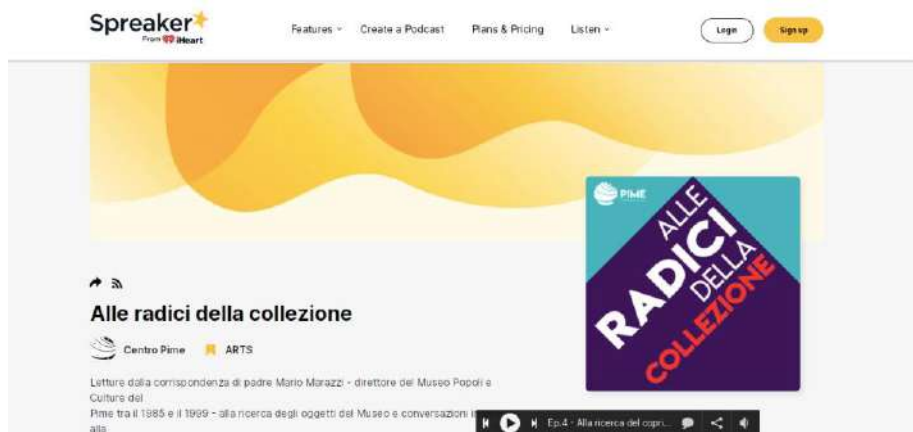 Spreaker
From iHeart
Features
Create a Podcast
Plans & Pricing
Listen
Login
Sign up
PIME
ALLE
RADICI
DELLA
COLLEZIONE
Alle radici della collezione
Centro Pime
ARTS
Letture dalla corrispondenza di padre Mario Marazzi - direttore del Museo Popoli e
Culture del
Pime tra il 1985 e il 1999 - alla ricerca degli oggetti del Museo e conversazioni
alla
Ep.4 - Alla ricerca del copri...